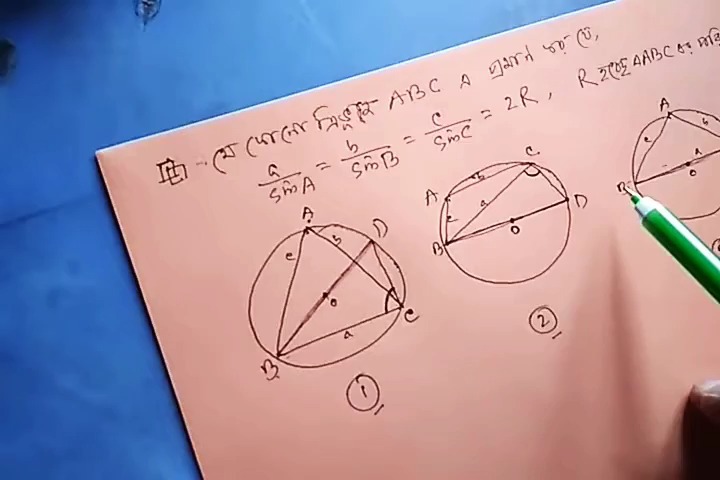 যে কোনো ত্রিভুজ ABC এ প্রমাণ কর যে,
a/sinA = b/sinB = c/sinC = 2R, R হচ্ছে ΔABC এর
A b D c O B a C
①
A b C a c B O D
②
A b c a O B